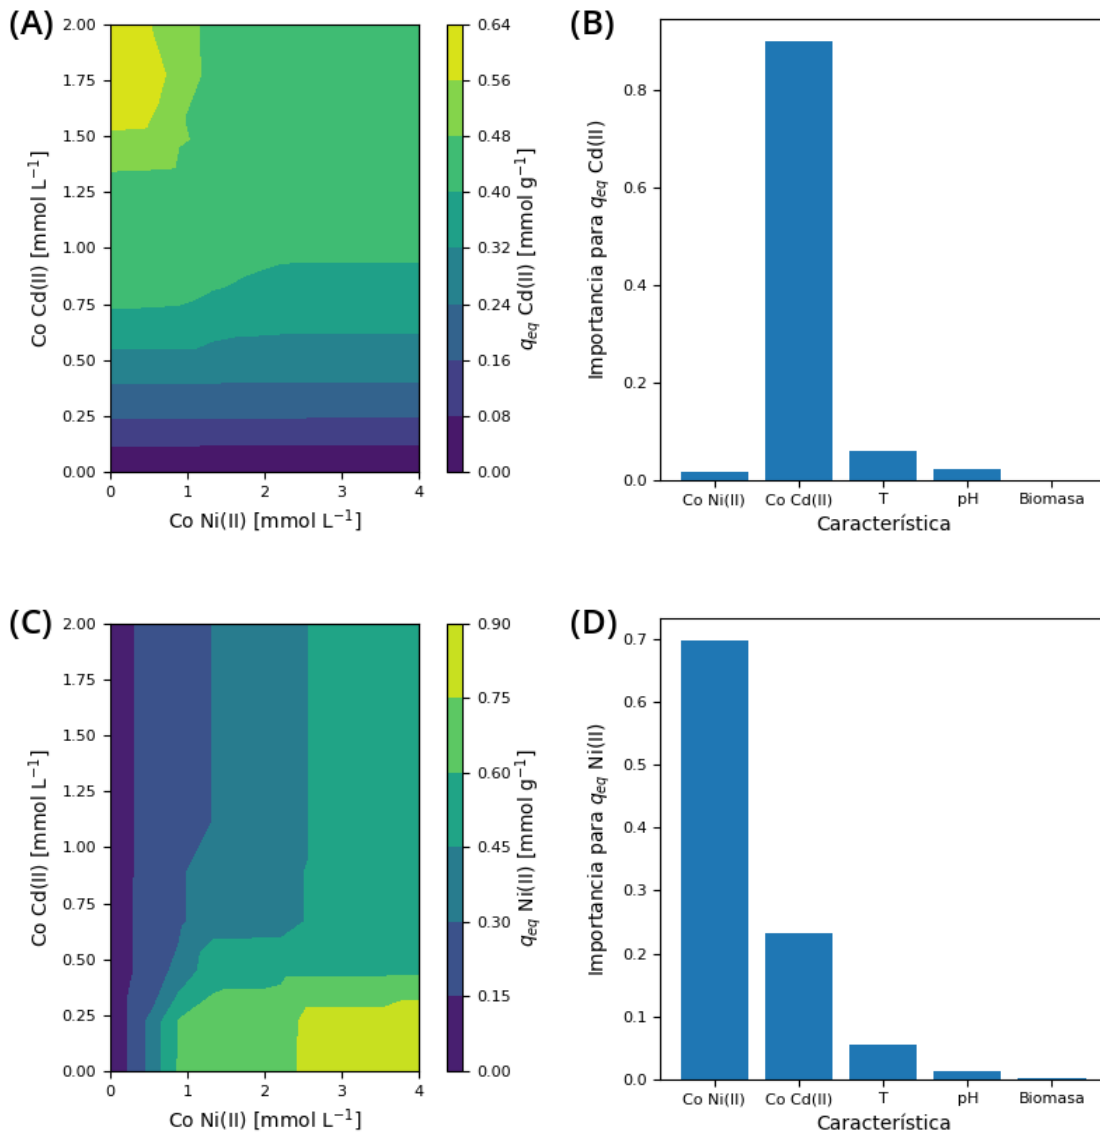 (A)
2.00
1.75
1.50
1.25
1.00
0.75
0.50
0.25
0.00
Co Cd(II) [mmol L⁻¹]
0 1 2 3 4
Co Ni(II) [mmol L⁻¹]
0.64
0.56
0.48
0.40
0.32
0.24
0.16
0.08
0.00
qeq Cd(II) [mmol g⁻¹]
(B)
0.8
0.6
0.4
0.2
0.0
Importancia para qeq Cd(II)
Co Ni(II) Co Cd(II) T pH Biomasa
Característica
(C)
2.00
1.75
1.50
1.25
1.00
0.75
0.50
0.25
0.00
Co Cd(II) [mmol L⁻¹]
0 1 2 3 4
Co Ni(II) [mmol L⁻¹]
0.90
0.75
0.60
0.45
0.30
0.15
0.00
qeq Ni(II) [mmol g⁻¹]
(D)
0.7
0.6
0.5
0.4
0.3
0.2
0.1
0.0
Importancia para qeq Ni(II)
Co Ni(II) Co Cd(II) T pH Biomasa
Característica